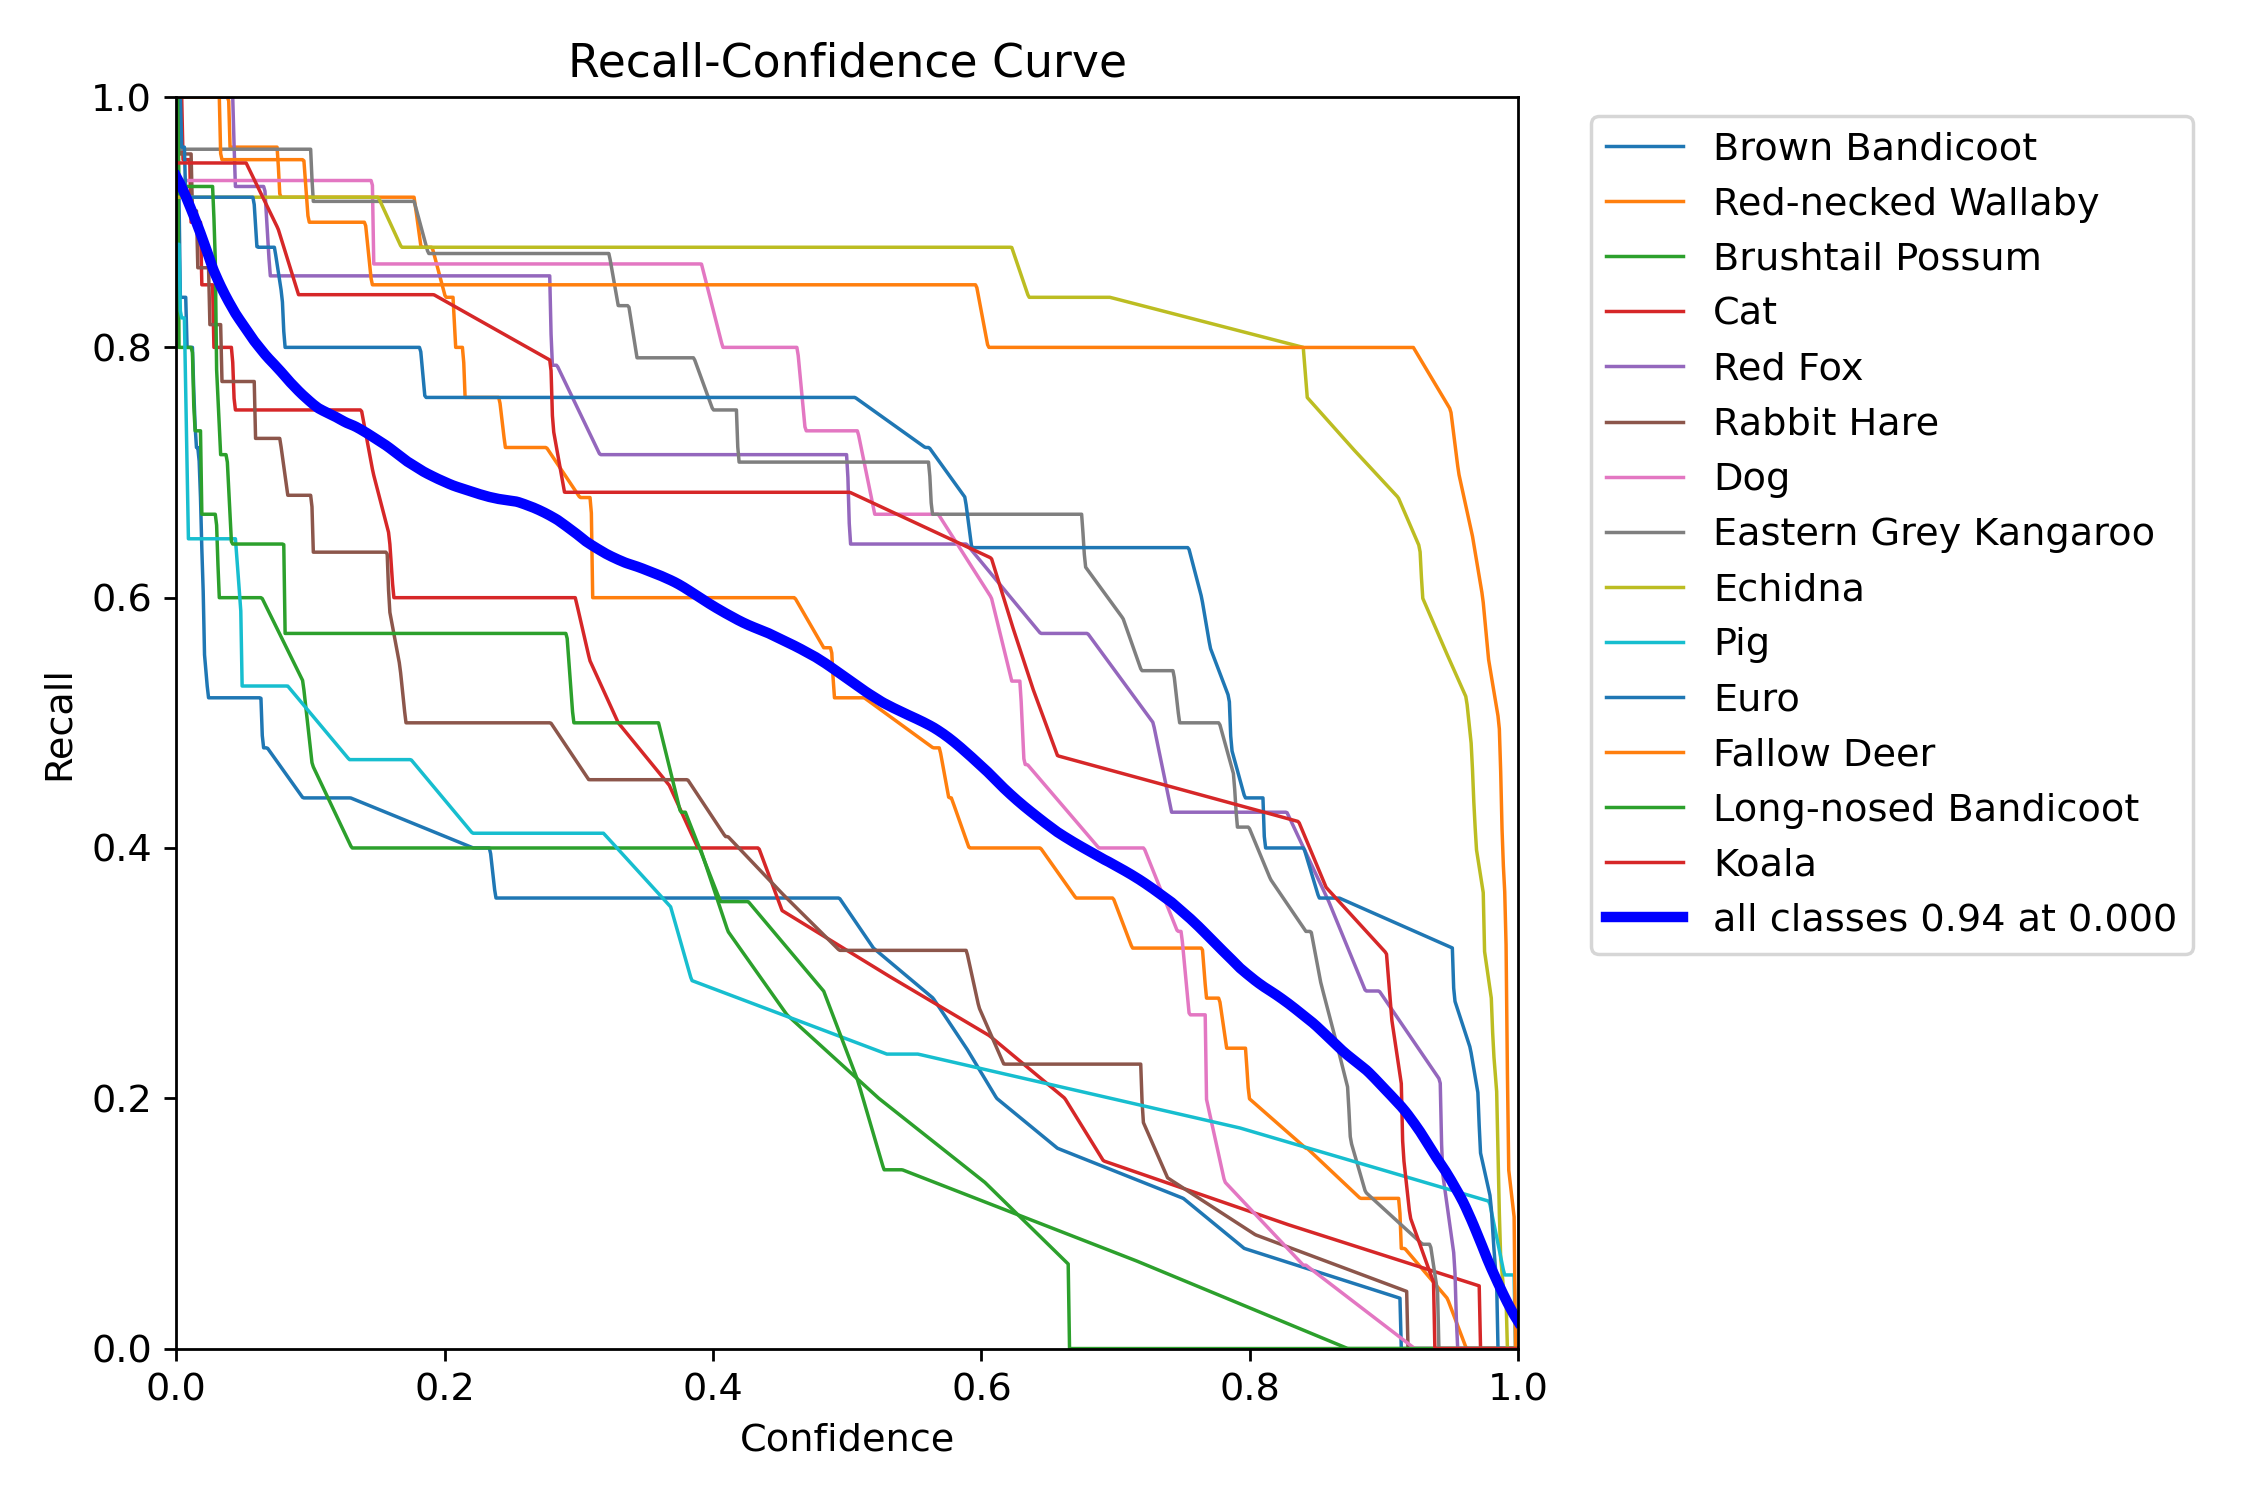 Recall-Confidence Curve
1.0
0.8
0.6
0.4
0.2
0.0
Recall
0.0 0.2 0.4 0.6 0.8 1.0
Confidence
Brown Bandicoot
Red-necked Wallaby
Brushtail Possum
Cat
Red Fox
Rabbit Hare
Dog
Eastern Grey Kangaroo
Echidna
Pig
Euro
Fallow Deer
Long-nosed Bandicoot
Koala
all classes 0.94 at 0.000